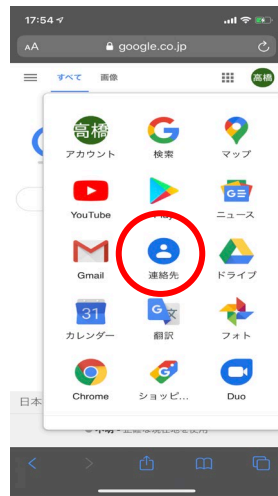 17:54
AA google.co.jp
すべて 画像 高橋
高橋
アカウント 検索 マップ
GE
YouTube Play ニュース
Gmail 連絡先 ドライブ
31 G 文
カレンダー 翻訳 フォト
Chrome ショッピ... Duo
日本